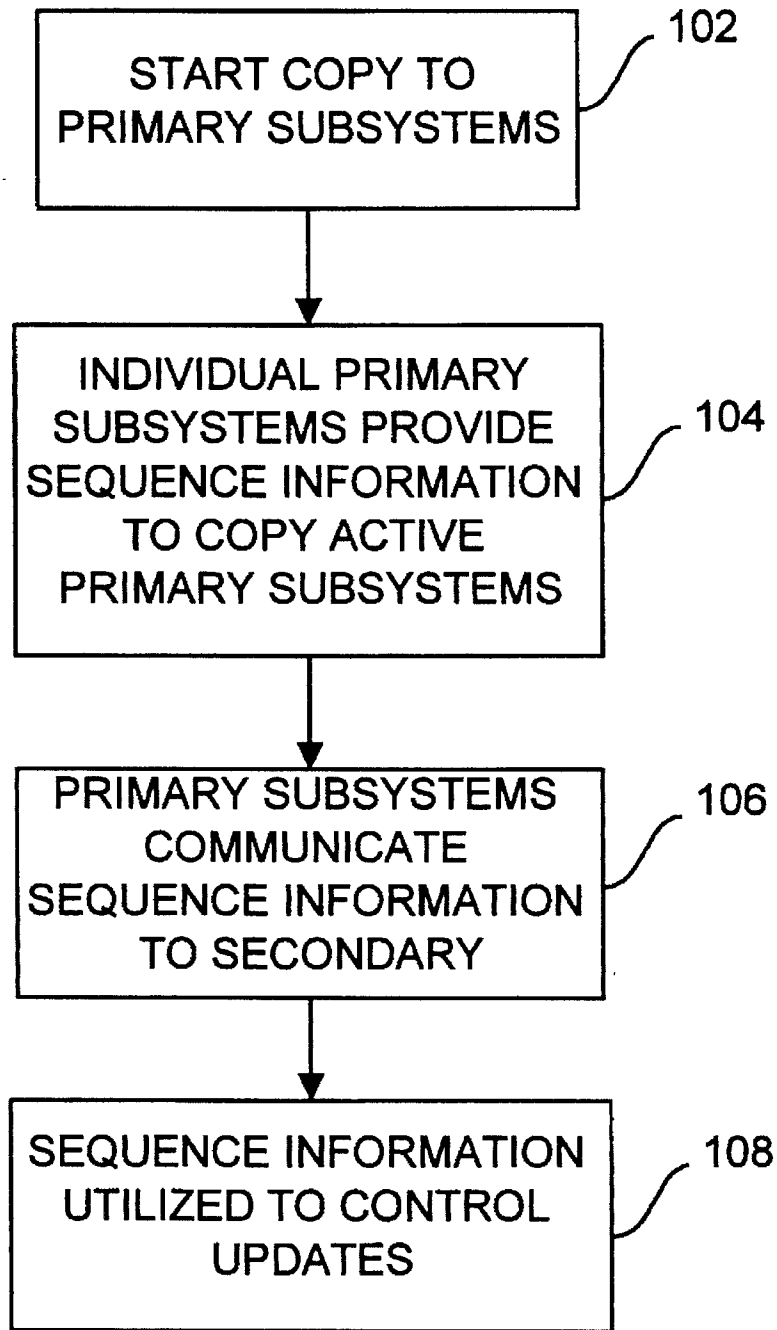 START COPY TO
PRIMARY SUBSYSTEMS
102
INDIVIDUAL PRIMARY
SUBSYSTEMS PROVIDE
SEQUENCE INFORMATION
TO COPY ACTIVE
PRIMARY SUBSYSTEMS
104
PRIMARY SUBSYSTEMS
COMMUNICATE
SEQUENCE INFORMATION
TO SECONDARY
106
SEQUENCE INFORMATION
UTILIZED TO CONTROL
UPDATES
108